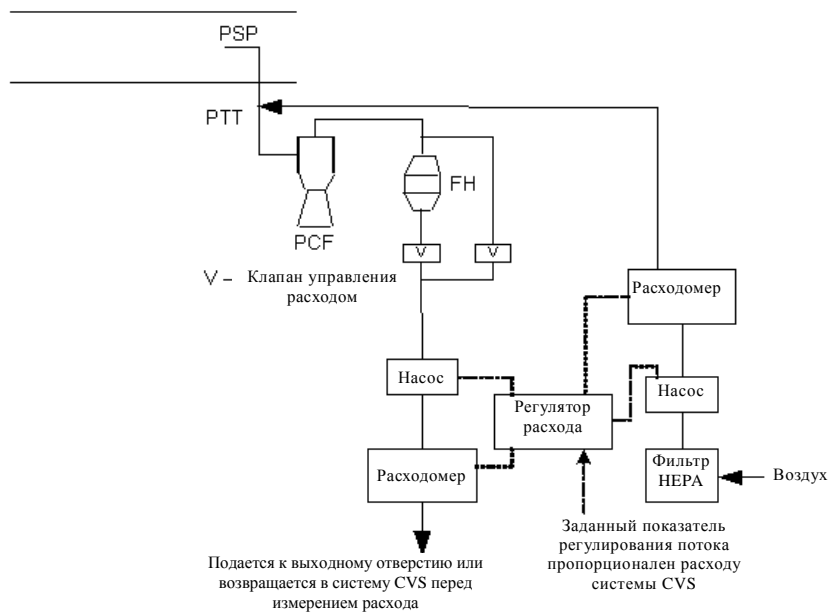 PSP
PTT
FH
PCF
V
V
V – Клапан управления
расходом
Расходомер
Насос
Регулятор
расхода
Насос
Расходомер
Фильтр
HEPA
Воздух
Заданный показатель
регулирования потока
пропорционален расходу
системы CVS
Подается к выходному отверстию или
возвращается в систему CVS перед
измерением расхода